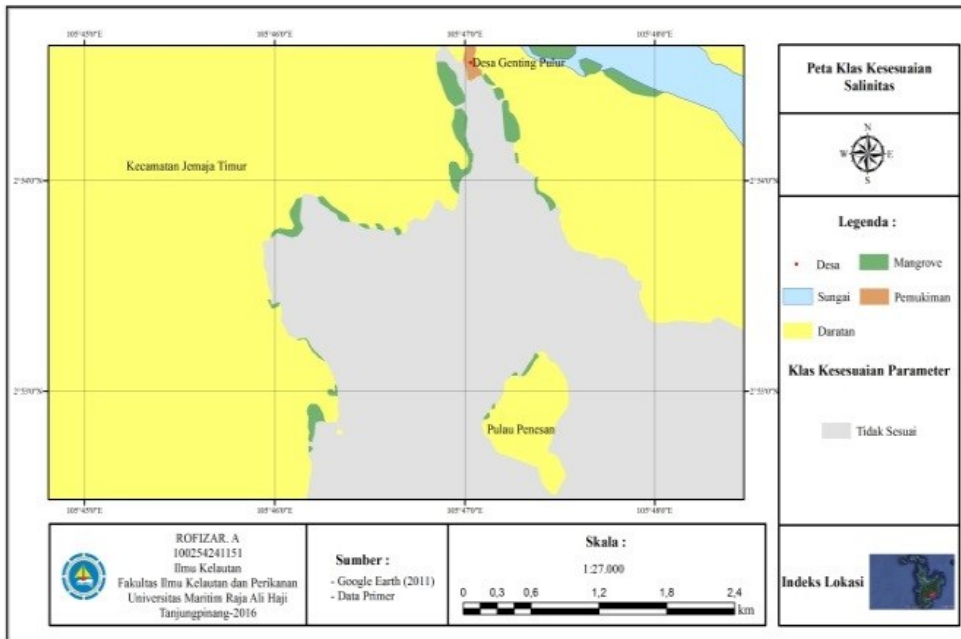 105°45'0"E 105°46'0"E 105°47'0"E 105°48'0"E
Desa Genting Pulur
Kecamatan Jemaja Timur
2°54'0"N 2°54'0"N
2°53'0"N 2°53'0"N
Pulau Penesan
105°45'0"E 105°46'0"E 105°47'0"E 105°48'0"E
Peta Klas Kesesuaian
Salinitas
N
W E
S
Legenda :
Desa Mangrove
Sungai Pemukiman
Daratan
Klas Kesesuaian Parameter
Tidak Sesuai
Indeks Lokasi
ROFIZAR. A
100254241151
Ilmu Kelautan
Fakultas Ilmu Kelautan dan Perikanan
Universitas Maritim Raja Ali Haji
Tanjungpinang-2016
Sumber :
- Google Earth (2011)
- Data Primer
Skala :
1:27.000
0 0,3 0,6 1,2 1,8 2,4
km